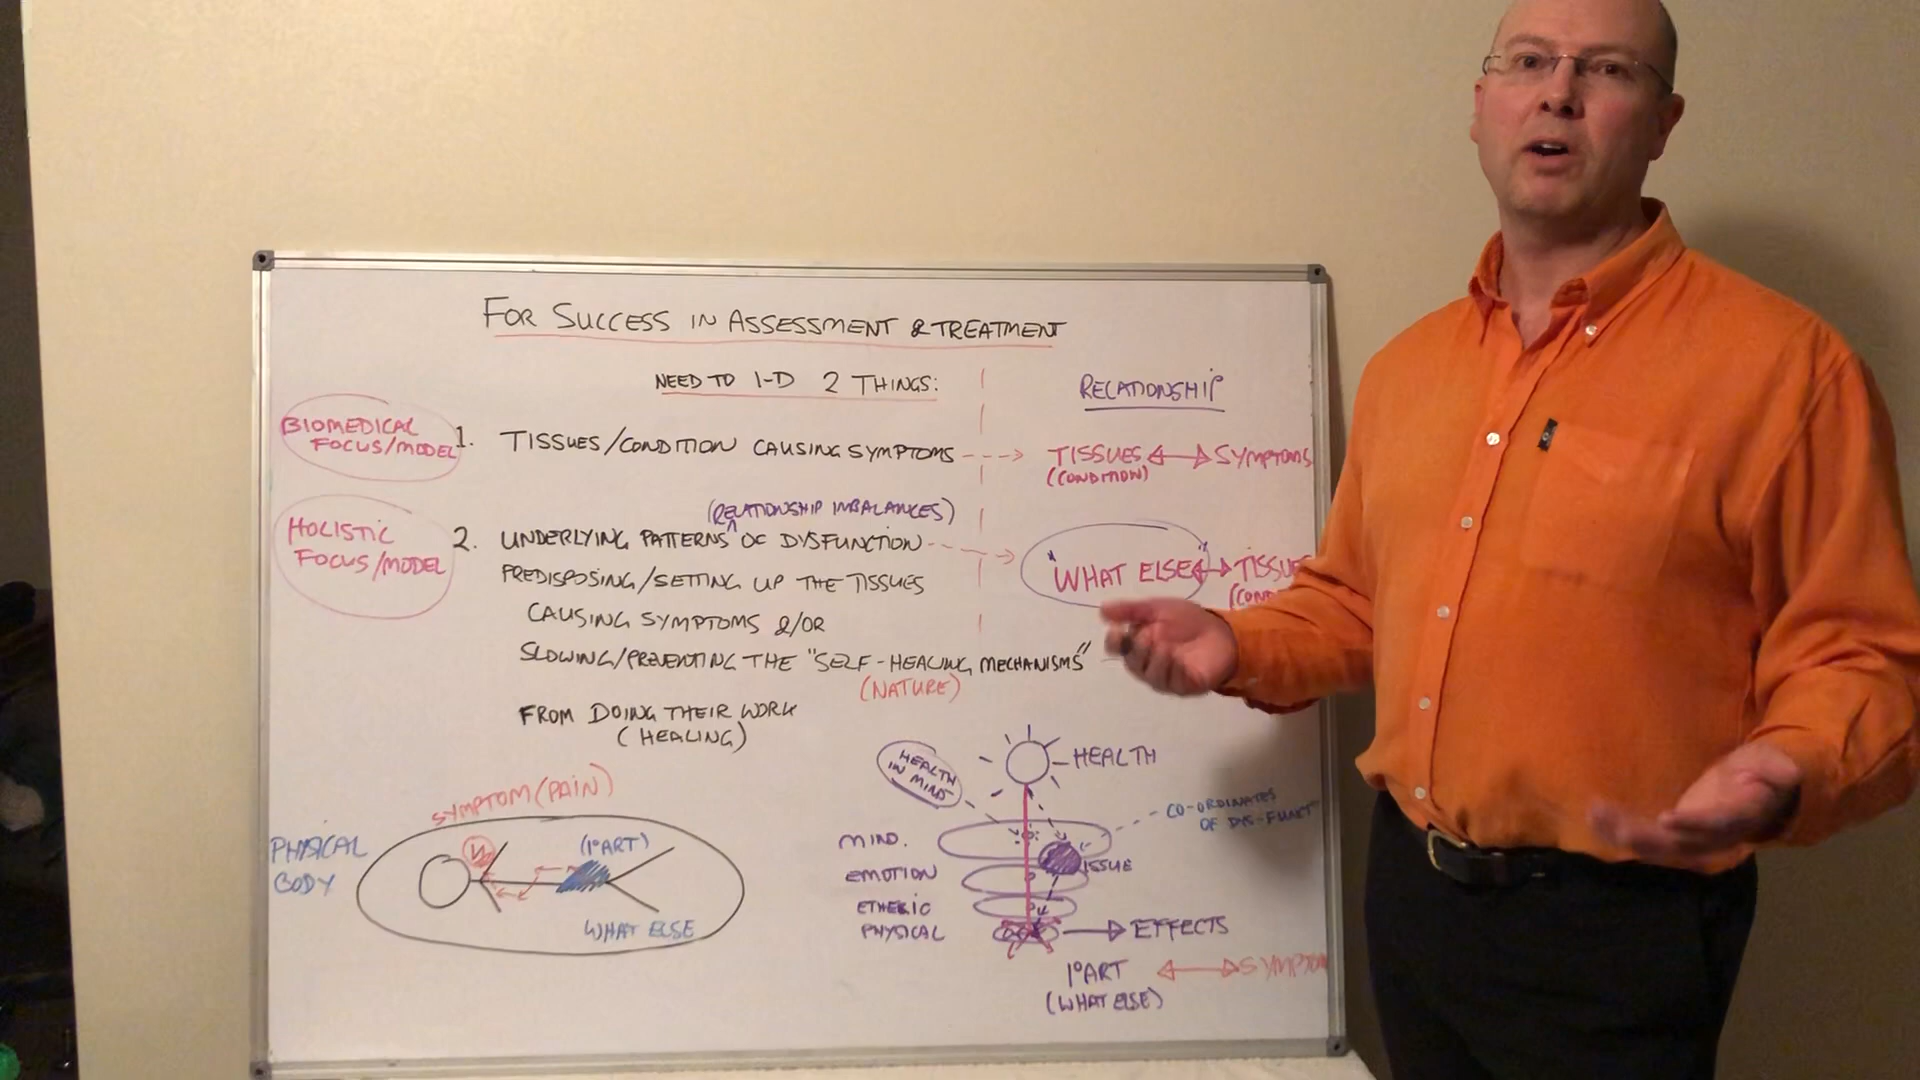 FOR SUCCESS IN ASSESSMENT & TREATMENT
NEED TO I-D 2 THINGS:
RELATIONSHIP
BIOMEDICAL
FOCUS/MODEL
1. TISSUES/CONDITION CAUSING SYMPTOMS
TISSUES SYMPTOMS
(CONDITION)
(RELATIONSHIP IMBALANCES)
HOLISTIC
FOCUS/MODEL
2. UNDERLYING PATTERNS OF DYSFUNCTION
PREDISPOSING/SETTING UP THE TISSUES
CAUSING SYMPTOMS &/OR
SLOWING/PREVENTING THE "SELF-HEALING MECHANISMS"
(NATURE)
FROM DOING THEIR WORK
(HEALING)
"WHAT ELSE" TISSUE
(COND
SYMPTOM (PAIN)
PHYSICAL
BODY
(1° ART)
WHAT ELSE
HEALTH
IN MIND
HEALTH
CO-ORDINATES
OF DYS-FUNCT
MIND.
ISSUE
EMOTION
ETHERIC
PHYSICAL
EFFECTS
1° ART SYMPTOM
(WHAT ELSE)